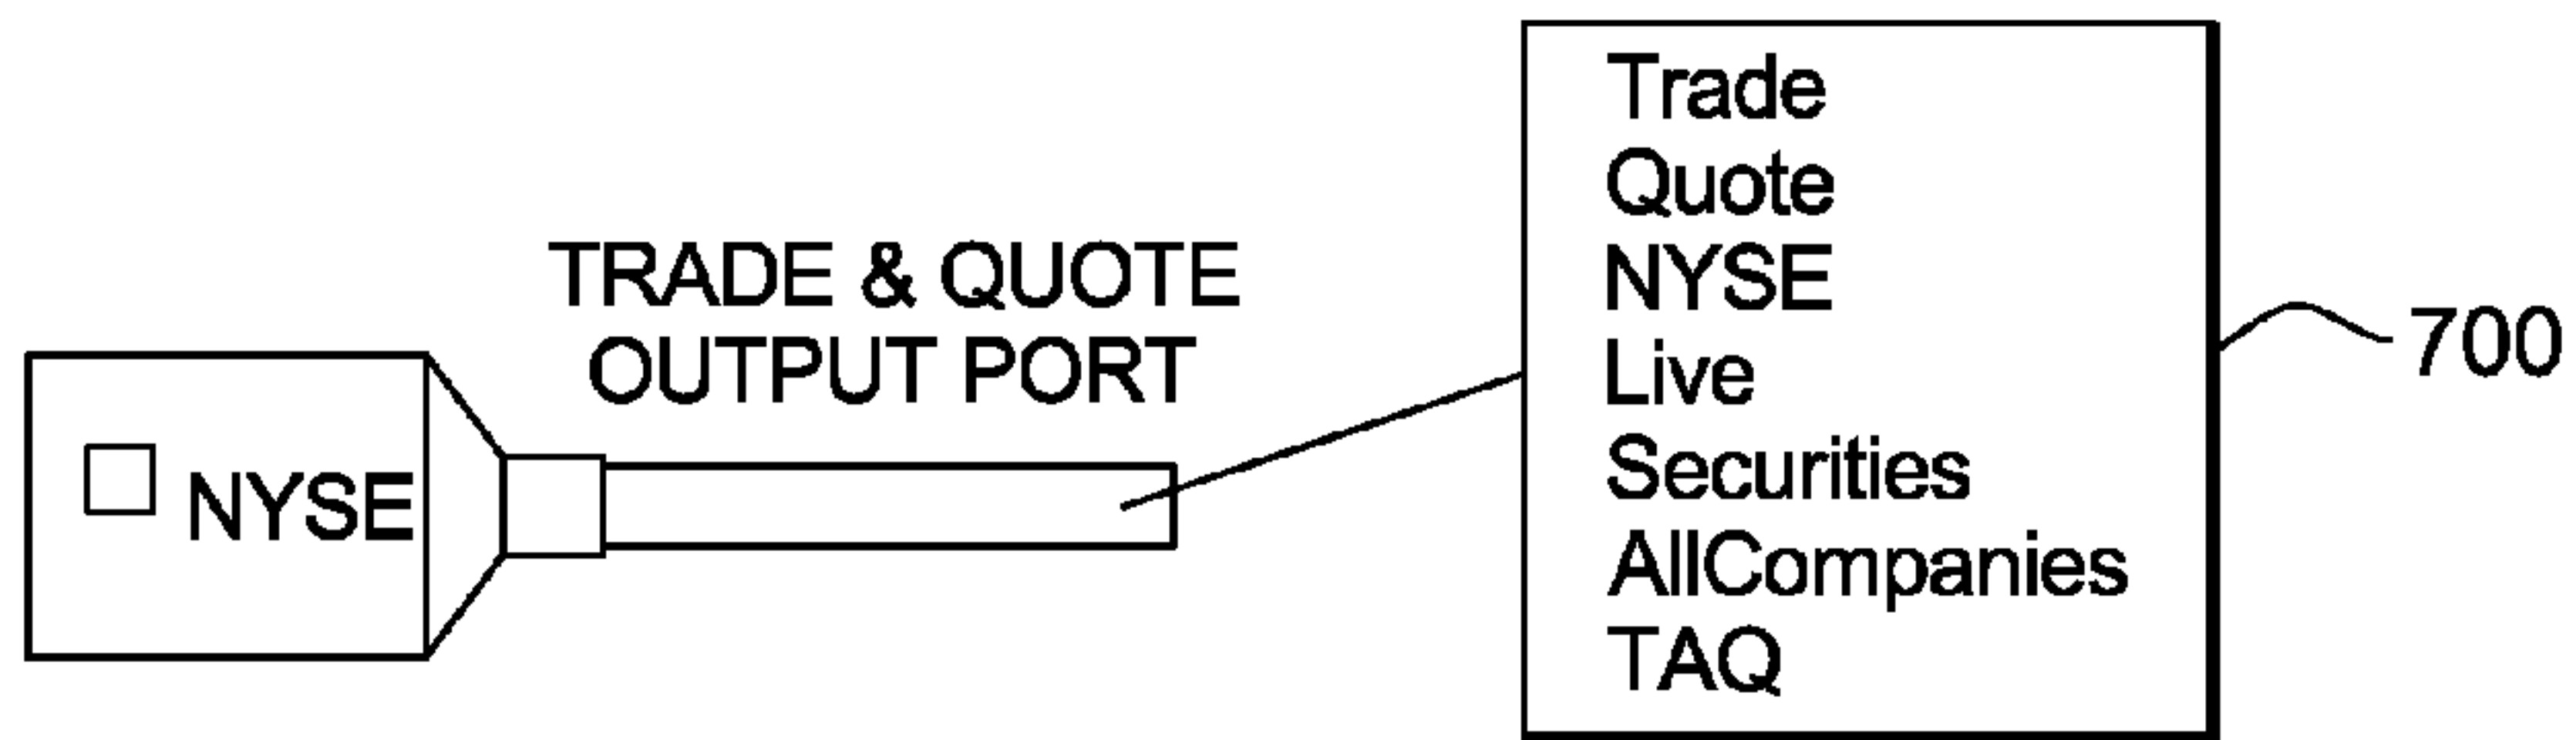 TRADE & QUOTE
OUTPUT PORT
NYSE
Trade
Quote
NYSE
Live
Securities
AllCompanies
TAQ
700